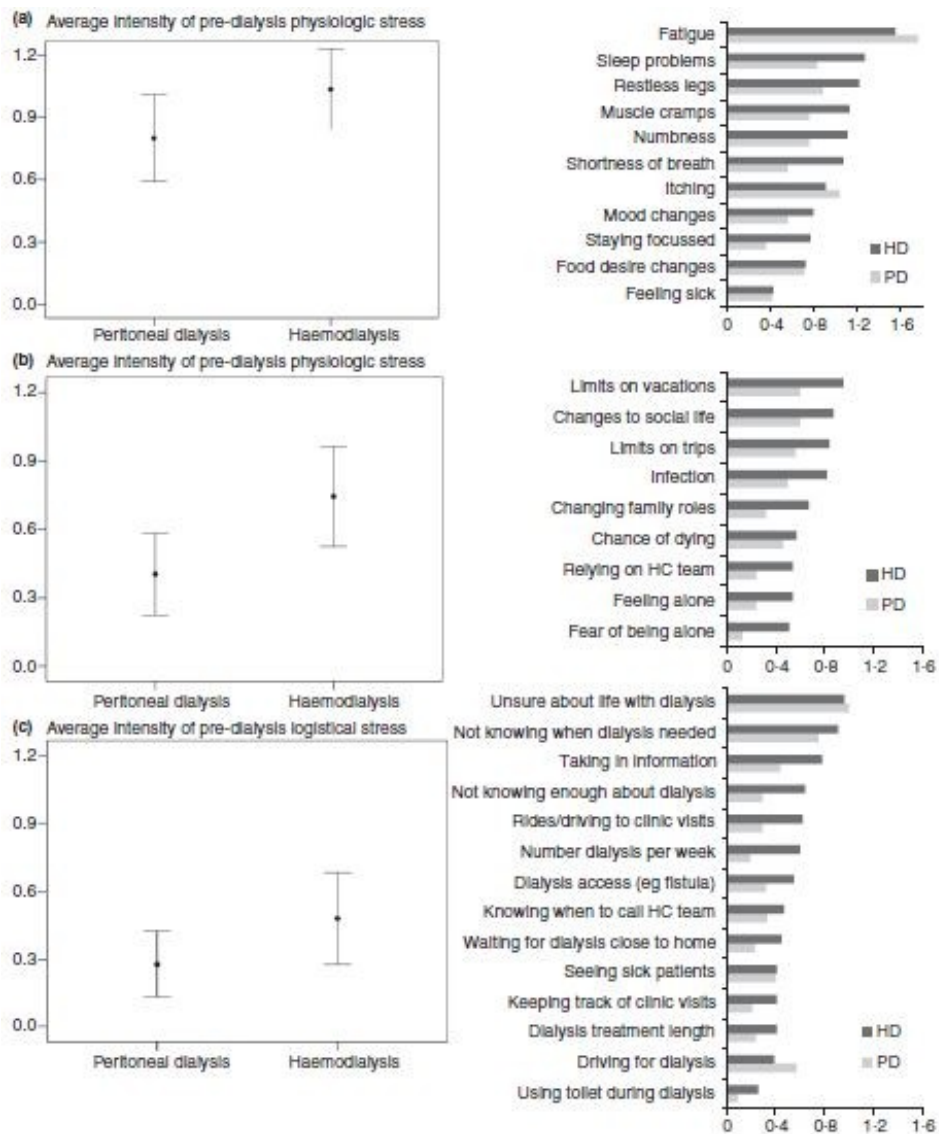 (a) Average intensity of pre-dialysis physiologic stress
1.2
0.9
0.6
0.3
0.0
Peritoneal dialysis
Haemodialysis
Fatigue
Sleep problems
Restless legs
Muscle cramps
Numbness
Shortness of breath
Itching
Mood changes
Staying focussed
Food desire changes
Feeling sick
HD
PD
0 0·4 0·8 1·2 1·6
(b) Average intensity of pre-dialysis physiologic stress
1.2
0.9
0.6
0.3
0.0
Peritoneal dialysis
Haemodialysis
Limits on vacations
Changes to social life
Limits on trips
Infection
Changing family roles
Chance of dying
Relying on HC team
Feeling alone
Fear of being alone
HD
PD
0 0·4 0·8 1·2 1·6
(c) Average intensity of pre-dialysis logistical stress
1.2
0.9
0.6
0.3
0.0
Peritoneal dialysis
Haemodialysis
Unsure about life with dialysis
Not knowing when dialysis needed
Taking in information
Not knowing enough about dialysis
Rides/driving to clinic visits
Number dialysis per week
Dialysis access (eg fistula)
Knowing when to call HC team
Waiting for dialysis close to home
Seeing sick patients
Keeping track of clinic visits
Dialysis treatment length
Driving for dialysis
Using toilet during dialysis
HD
PD
0 0·4 0·8 1·2 1·6